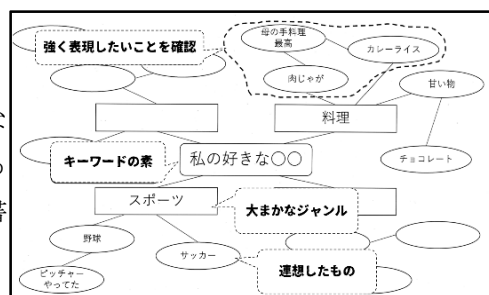 強く表現したいことを確認
母の手料理
最高
カレーライス
肉じゃが
甘い物
料理
チョコレート
キーワードの素
私の好きな〇〇
スポーツ
大まかなジャンル
野球
サッカー
連想したもの
ピッチャー
やってた